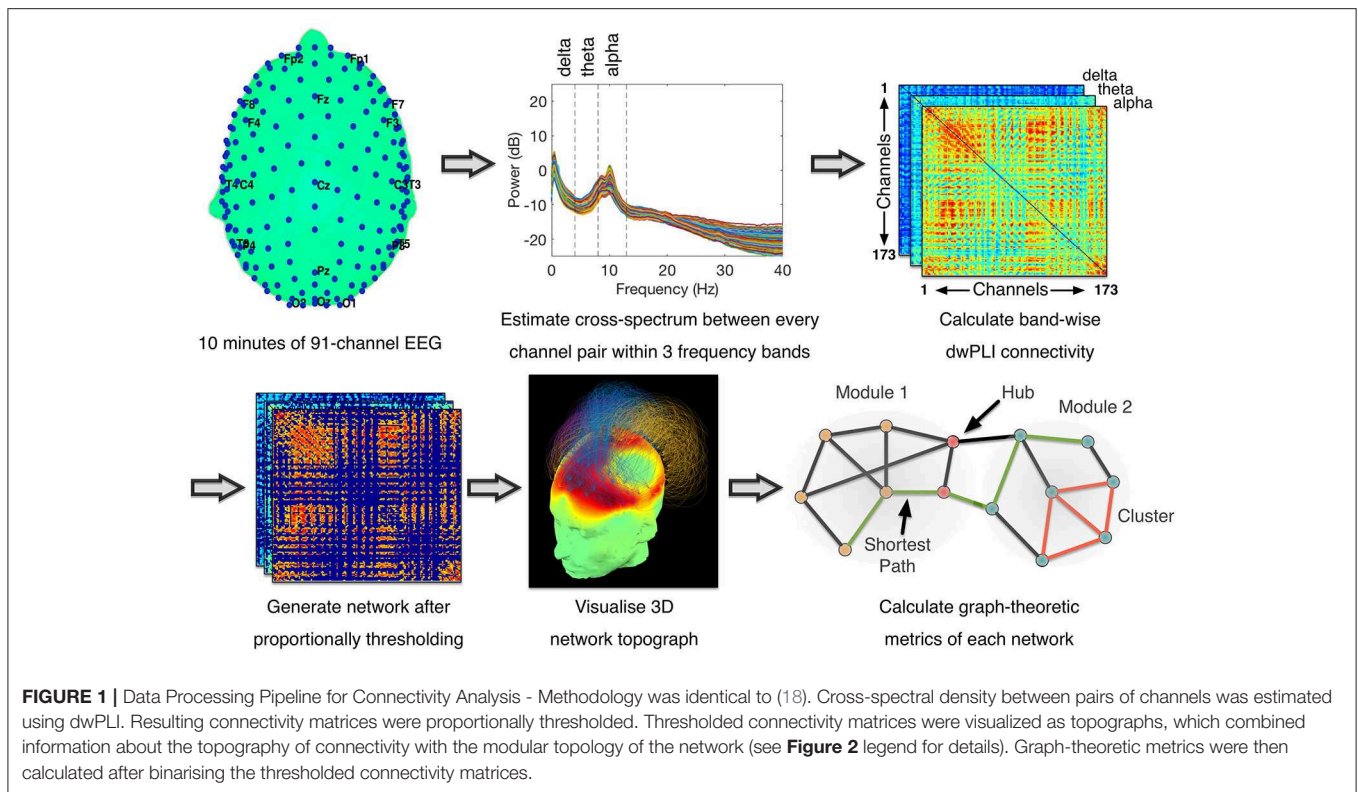 Fp2 Fp1
Fz
F8 F7
F4 F3
T4 C4 Cz C3 T3
P4
Pz
O2 Oz O1
10 minutes of 91-channel EEG
delta
theta
alpha
20
10
0
-10
-20
Power (dB)
0 10 20 30 40
Frequency (Hz)
Estimate cross-spectrum between every
channel pair within 3 frequency bands
delta
theta
alpha
1
Channels
173
1 Channels 173
Calculate band-wise
dwPLI connectivity
Generate network after
proportionally thresholding
Visualise 3D
network topograph
Module 1
Hub
Module 2
Cluster
Shortest
Path
Calculate graph-theoretic
metrics of each network
FIGURE 1 | Data Processing Pipeline for Connectivity Analysis - Methodology was identical to (18). Cross-spectral density between pairs of channels was estimated
using dwPLI. Resulting connectivity matrices were proportionally thresholded. Thresholded connectivity matrices were visualized as topographs, which combined
information about the topography of connectivity with the modular topology of the network (see Figure 2 legend for details). Graph-theoretic metrics were then
calculated after binarising the thresholded connectivity matrices.